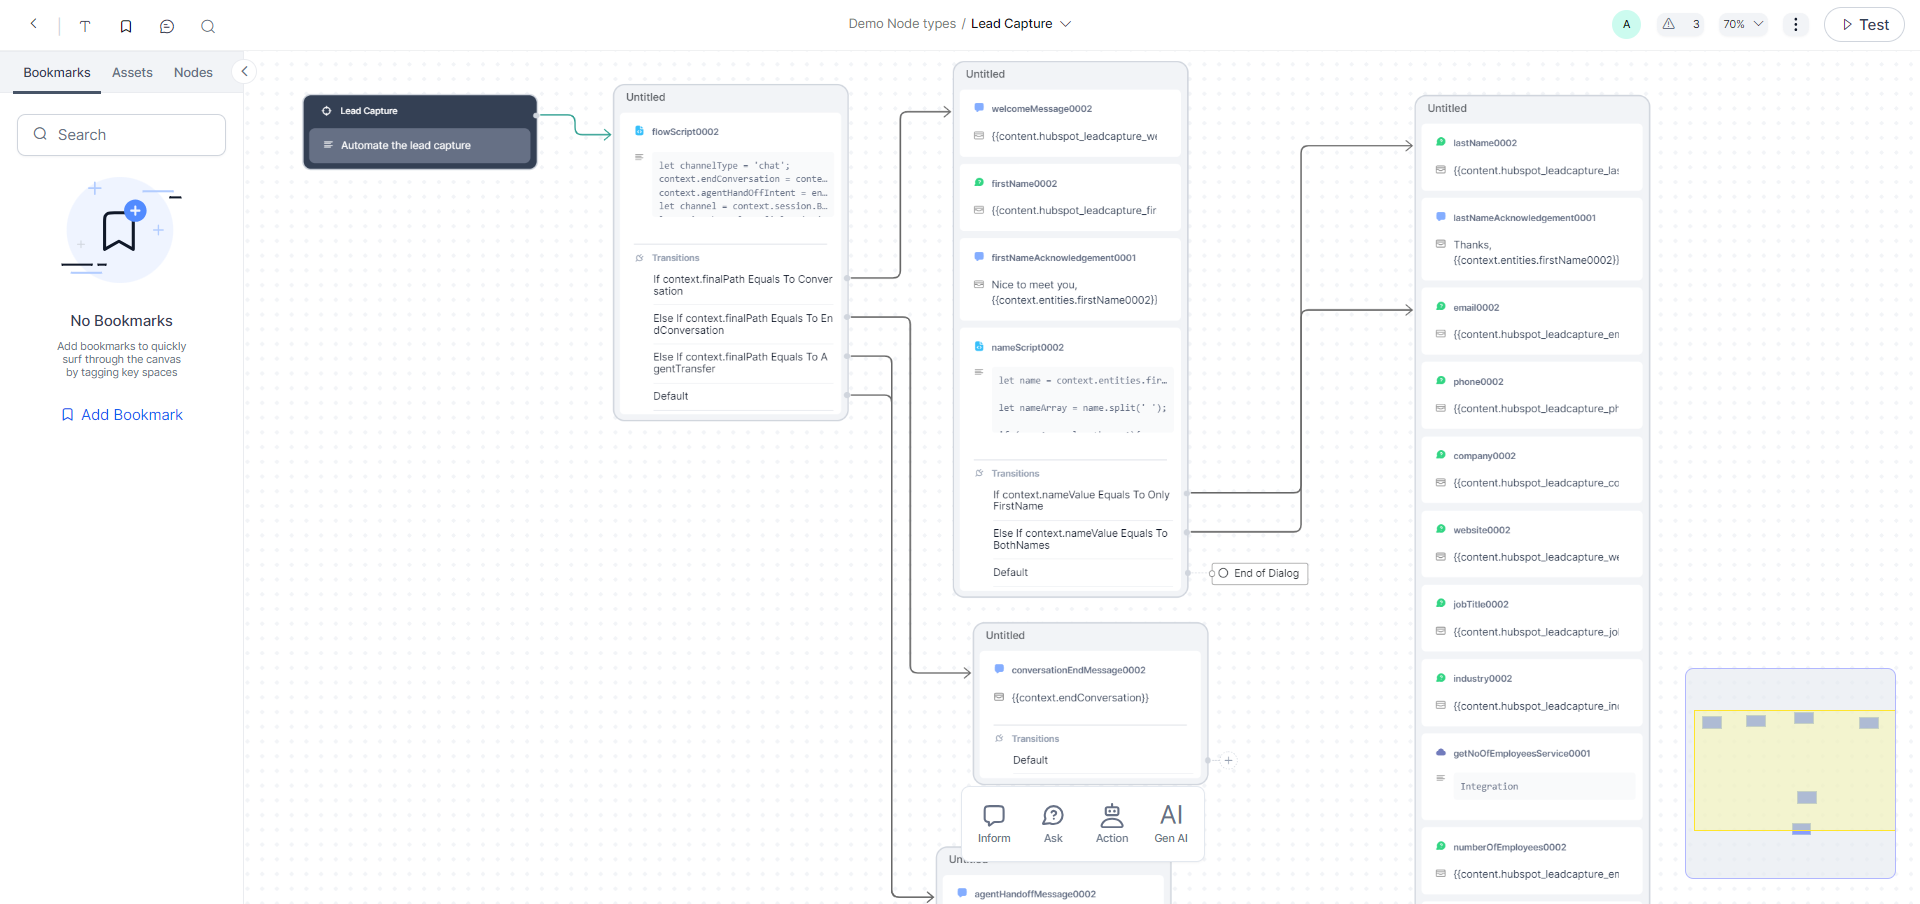 Demo Node types / Lead Capture
A
3
70%
Test
Bookmarks
Assets
Nodes
Search
No Bookmarks
Add bookmarks to quickly
surf through the canvas
by tagging key spaces
Add Bookmark
Lead Capture
Automate the lead capture
Untitled
flowScript0002
let channelType = 'chat';
context.endConversation = conte…
context.agentHandOffIntent = en…
let channel = context.session.B…
Transitions
If context.finalPath Equals To Conver
sation
Else If context.finalPath Equals To En
dConversation
Else If context.finalPath Equals To A
gentTransfer
Default
Untitled
welcomeMessage0002
{{content.hubspot_leadcapture_we
firstName0002
{{content.hubspot_leadcapture_fir
firstNameAcknowledgement0001
Nice to meet you,
{{context.entities.firstName0002}}
nameScript0002
let name = context.entities.fir…
let nameArray = name.split(' ');
Transitions
If context.nameValue Equals To Only
FirstName
Else If context.nameValue Equals To
BothNames
Default
End of Dialog
Untitled
conversationEndMessage0002
{{context.endConversation}}
Transitions
Default
Inform
Ask
Action
AI
Gen AI
Untitled
agentHandoffMessage0002
Untitled
lastName0002
{{content.hubspot_leadcapture_las
lastNameAcknowledgement0001
Thanks,
{{context.entities.firstName0002}}
email0002
{{content.hubspot_leadcapture_em
phone0002
{{content.hubspot_leadcapture_ph
company0002
{{content.hubspot_leadcapture_co
website0002
{{content.hubspot_leadcapture_we
jobTitle0002
{{content.hubspot_leadcapture_jo
industry0002
{{content.hubspot_leadcapture_in
getNoOfEmployeesService0001
Integration
numberOfEmployees0002
{{content.hubspot_leadcapture_en